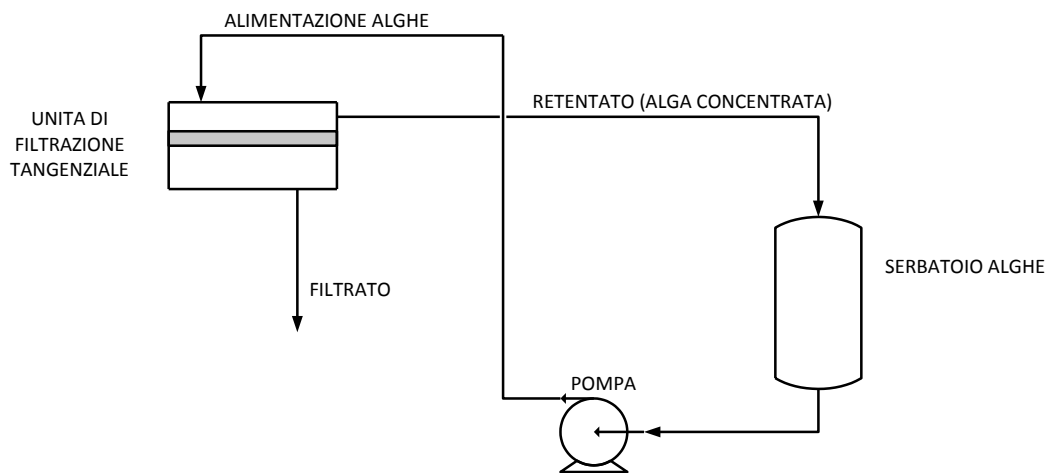 ALIMENTAZIONE ALGHE
RETENTATO (ALGA CONCENTRATA)
UNITA DI
FILTRAZIONE
TANGENZIALE
SERBATOIO ALGHE
FILTRATO
POMPA